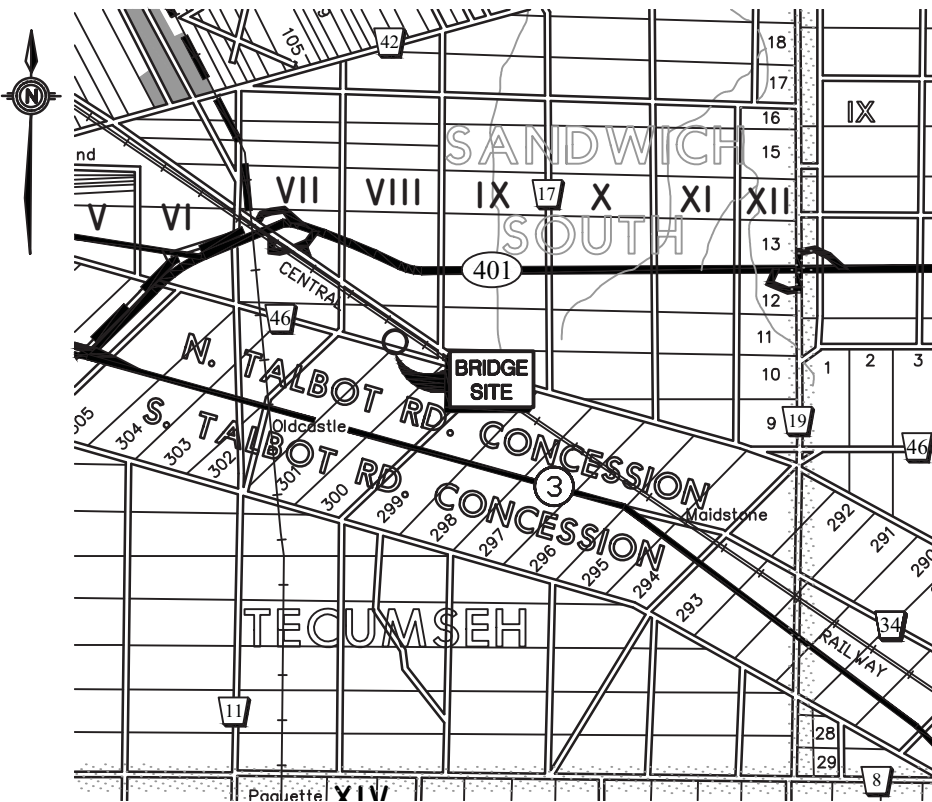 42
105
18
17
16
IX
15
nd
SANDWICH
SOUTH
V
VI
VII
VIII
IX
17
X
XI
XII
13
401
CENTRAL
12
46
11
N
BRIDGE
SITE
10
1
2
3
9
19
46
N. TALBOT RD. CONCESSION
Oldcastle
S. TALBOT RD. CONCESSION
3
Maidstone
305
304
303
302
301
300
299
298
297
296
295
294
293
292
291
290
34
RAILWAY
TECUMSEH
11
28
29
8
Paquette
XIV